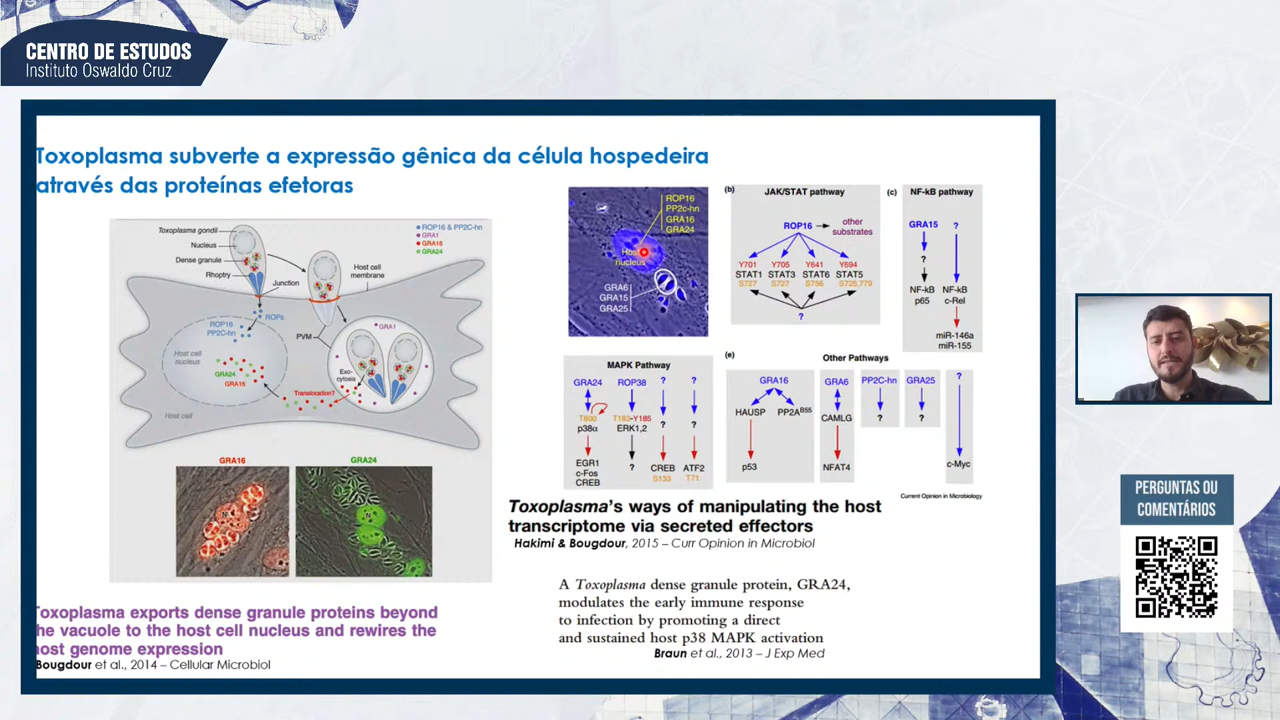 CENTRO DE ESTUDOS
Instituto Oswaldo Cruz
Toxoplasma subverte a expressão gênica da célula hospedeira
através das proteínas efetoras
Toxoplasma gondii
Nucleus
Dense granule
Rhoptry
Junction
Host cell
membrane
ROP16 & PP2C-hn
GRA1
GRA16
GRA24
ROPs
ROP16
PP2C-hn
PVM
GRA1
Host cell
nucleus
GRA24
GRA16
Exo-
cytosis
Translocation?
Host cell
GRA16
GRA24
N
N
Toxoplasma exports dense granule proteins beyond
he vacuole to the host cell nucleus and rewires the
ost genome expression
Bougdour et al., 2014 – Cellular Microbiol
ROP16
PP2c-hn
GRA16
GRA24
Host
nucleus
GRA6
GRA15
GRA25
(b)
JAK/STAT pathway
ROP16
other
substrates
Y701 Y705 Y641 Y694
STAT1 STAT3 STAT6 STAT5
S727 S727 S756 S725,779
?
(c)
NF-kB pathway
GRA15 ?
?
NF-kB NF-kB
p65 c-Rel
miR-146a
miR-155
MAPK Pathway
GRA24 ROP38 ? ?
T180 T183-Y185 ? ?
p38α ERK1,2
EGR1 ? CREB ATF2
c-Fos S133 T71
CREB
(e)
Other Pathways
GRA16 GRA6 PP2C-hn GRA25 ?
HAUSP PP2AB55 CAMLG ? ?
p53 NFAT4 c-Myc
Current Opinion in Microbiology
Toxoplasma's ways of manipulating the host
transcriptome via secreted effectors
Hakimi & Bougdour, 2015 – Curr Opinion in Microbiol
A Toxoplasma dense granule protein, GRA24,
modulates the early immune response
to infection by promoting a direct
and sustained host p38 MAPK activation
Braun et al., 2013 – J Exp Med
PERGUNTAS OU
COMENTÁRIOS